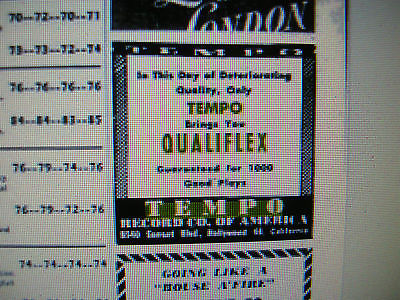 70--72--70--71
73--73--72--74
76--76--76--76
84--84--83--85
76--79--74--76
76--79--72--76
74--74--74--74
LONDON
TEMPO
In This Day of Deteriorating
Quality, Only
TEMPO
Brings You
QUALIFLEX
Guaranteed for 1000
Good Plays
TEMPO
RECORD CO. OF AMERICA
Sunset Blvd., Hollywood 46 California
GOING LIKE A
"HOUSE A'FIRE"